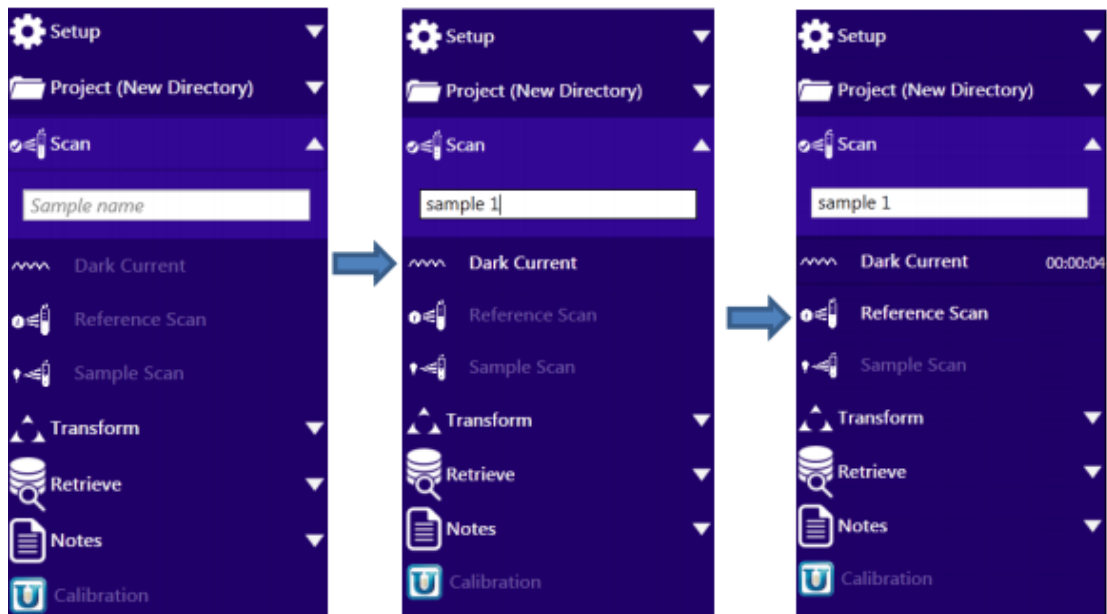 Setup
Project (New Directory)
Scan
Sample name
Dark Current
Reference Scan
Sample Scan
Transform
Retrieve
Notes
Calibration
Setup
Project (New Directory)
Scan
sample 1
Dark Current
Reference Scan
Sample Scan
Transform
Retrieve
Notes
Calibration
Setup
Project (New Directory)
Scan
sample 1
Dark Current 00:00:04
Reference Scan
Sample Scan
Transform
Retrieve
Notes
Calibration